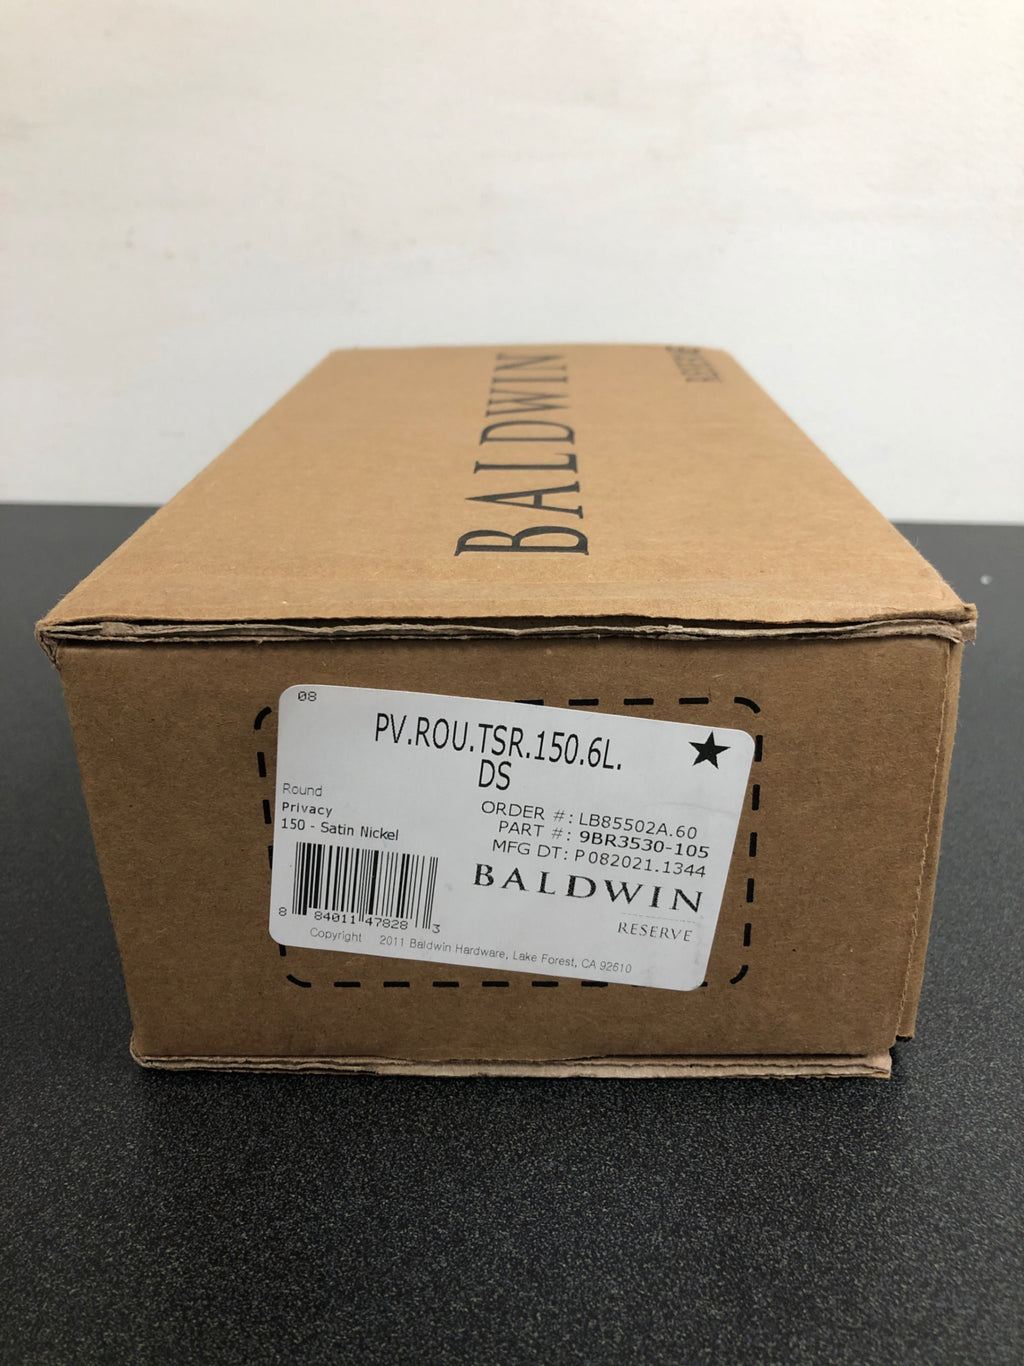 BALDWIN
RESERVE
08
PV.ROU.TSR.150.6L.
DS
Round
Privacy
150 - Satin Nickel
ORDER #: LB85502A.60
PART #: 9BR3530-105
MFG DT: P082021.1344
BALDWIN
RESERVE
8 84011 47828 3
Copyright 2011 Baldwin Hardware, Lake Forest, CA 92610